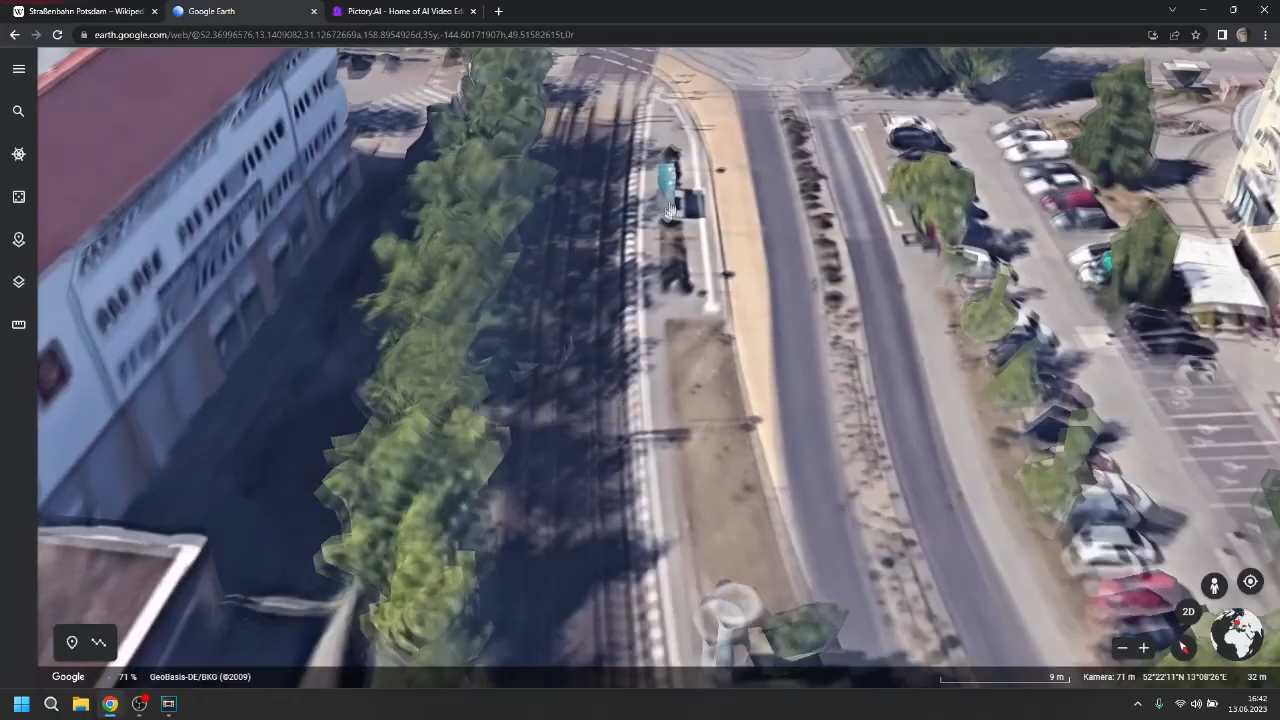 Straßenbahn Potsdam – Wikiped
Google Earth
Pictory.AI - Home of AI Video Ed
earth.google.com/web/@52.36996576,13.1409082,31.12672669a,158.8954926d,35y,-144.60171907h,49.51582615t,0r
2D
Google
71 %
GeoBasis-DE/BKG (©2009)
9 m
Kamera: 71 m
52°22'11"N 13°08'26"E
32 m
16:42
13.06.2023